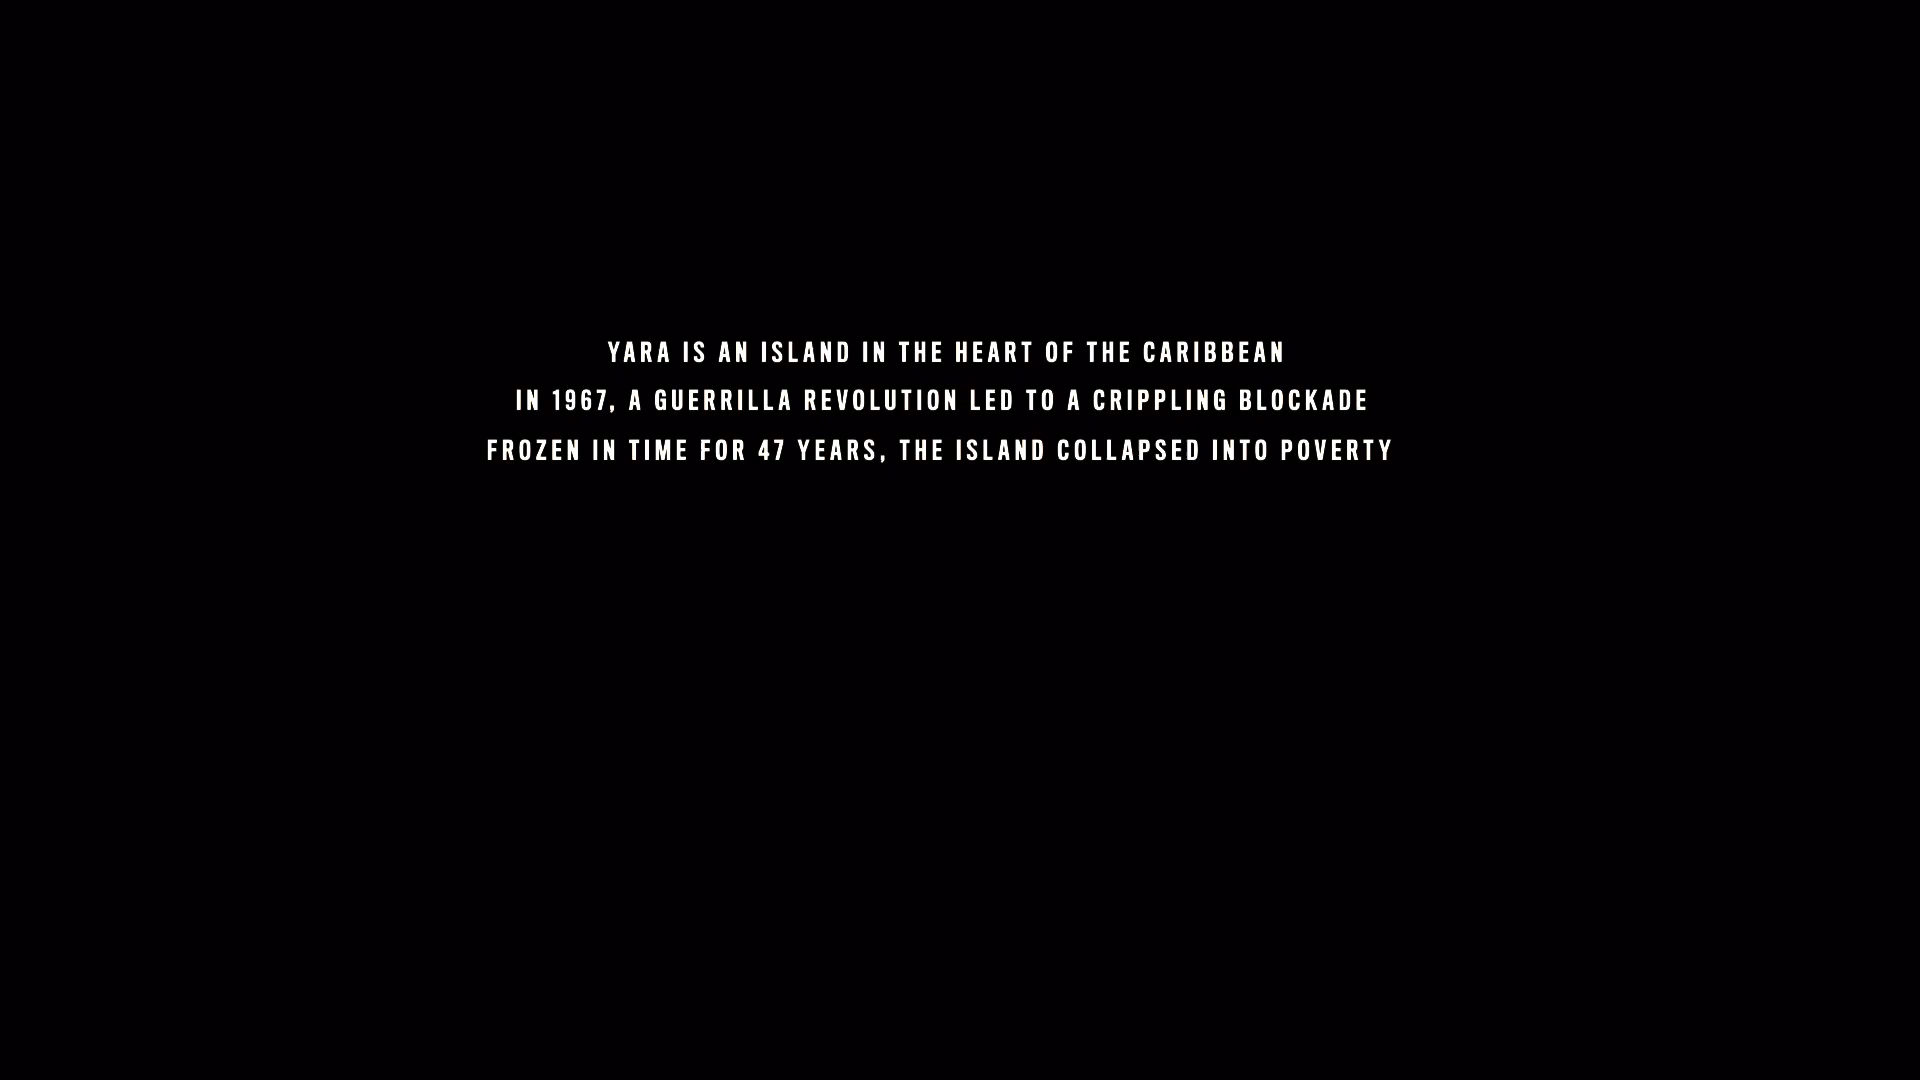 YARA IS AN ISLAND IN THE HEART OF THE CARIBBEAN
IN 1967, A GUERRILLA REVOLUTION LED TO A CRIPPLING BLOCKADE
FROZEN IN TIME FOR 47 YEARS, THE ISLAND COLLAPSED INTO POVERTY